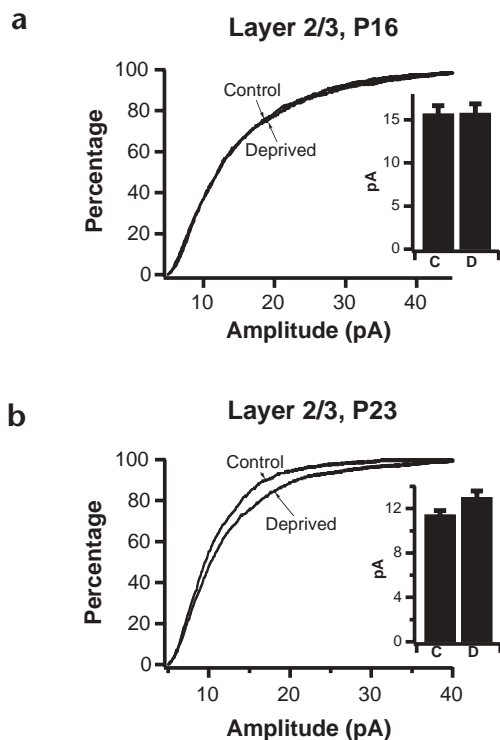 a
Layer 2/3, P16
Percentage
100
80
60
40
20
0
Control
Deprived
10
20
30
40
Amplitude (pA)
pA
15
10
5
0
C
D
b
Layer 2/3, P23
Percentage
100
80
60
40
20
0
Control
Deprived
10
20
30
40
Amplitude (pA)
pA
12
8
4
0
C
D